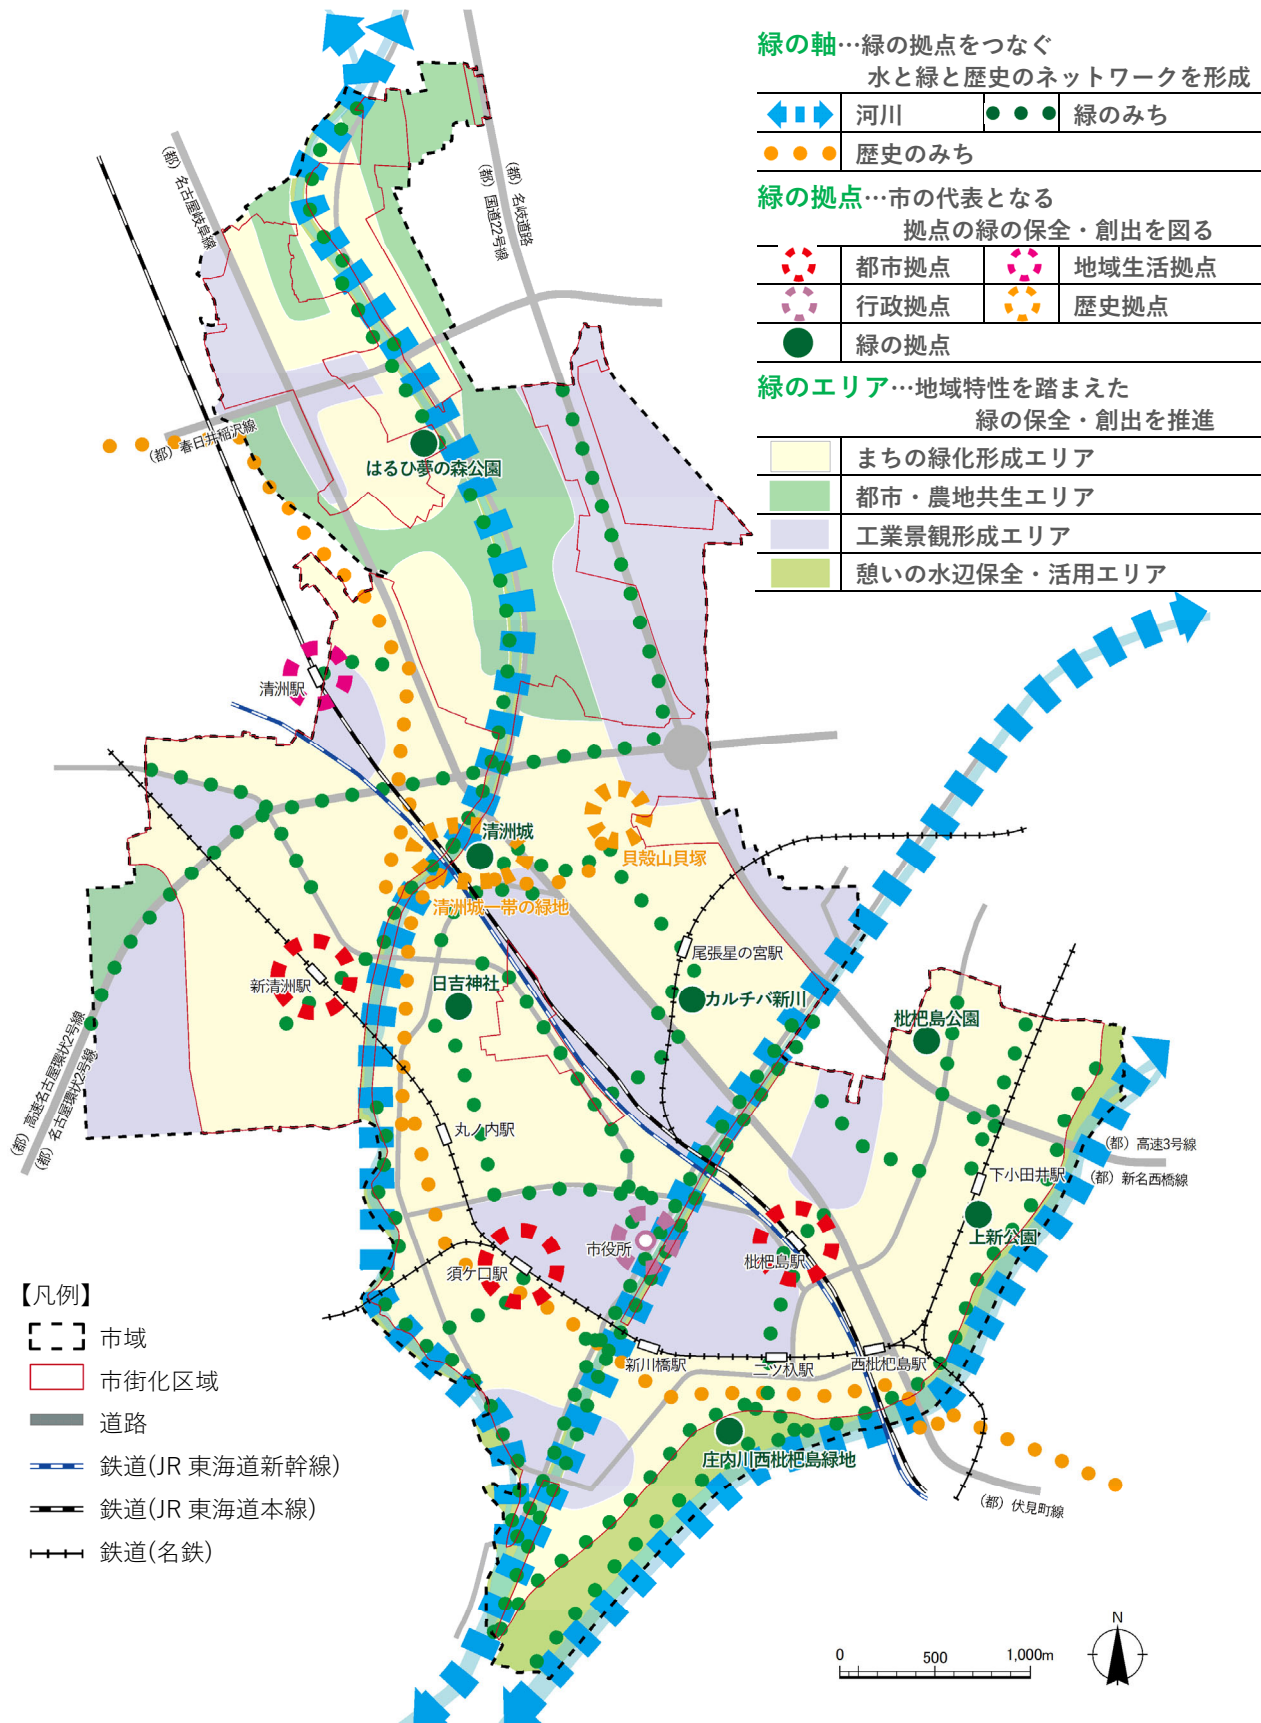 緑の軸…緑の拠点をつなぐ
水と緑と歴史のネットワークを形成
河川
緑のみち
歴史のみち
緑の拠点…市の代表となる
拠点の緑の保全・創出を図る
都市拠点
地域生活拠点
行政拠点
歴史拠点
緑の拠点
緑のエリア…地域特性を踏まえた
緑の保全・創出を推進
まちの緑化形成エリア
都市・農地共生エリア
工業景観形成エリア
憩いの水辺保全・活用エリア
(都) 名古屋岐阜線
(都) 国道22号線
(都) 名岐道路
(都) 春日井稲沢線
はるひ夢の森公園
清洲駅
清洲城
貝殻山貝塚
清洲城一帯の緑地
尾張星の宮駅
新清洲駅
日吉神社
カルチバ新川
枇杷島公園
(都) 高速名古屋環状2号線
(都) 名古屋環状2号線
丸ノ内駅
(都) 高速3号線
下小田井駅
(都) 新名西橋線
上新公園
市役所
枇杷島駅
須ケ口駅
新川橋駅
二ツ杁駅
西枇杷島駅
庄内川西枇杷島緑地
(都) 伏見町線
【凡例】
市域
市街化区域
道路
鉄道(JR 東海道新幹線)
鉄道(JR 東海道本線)
鉄道(名鉄)
0 500 1,000m
N